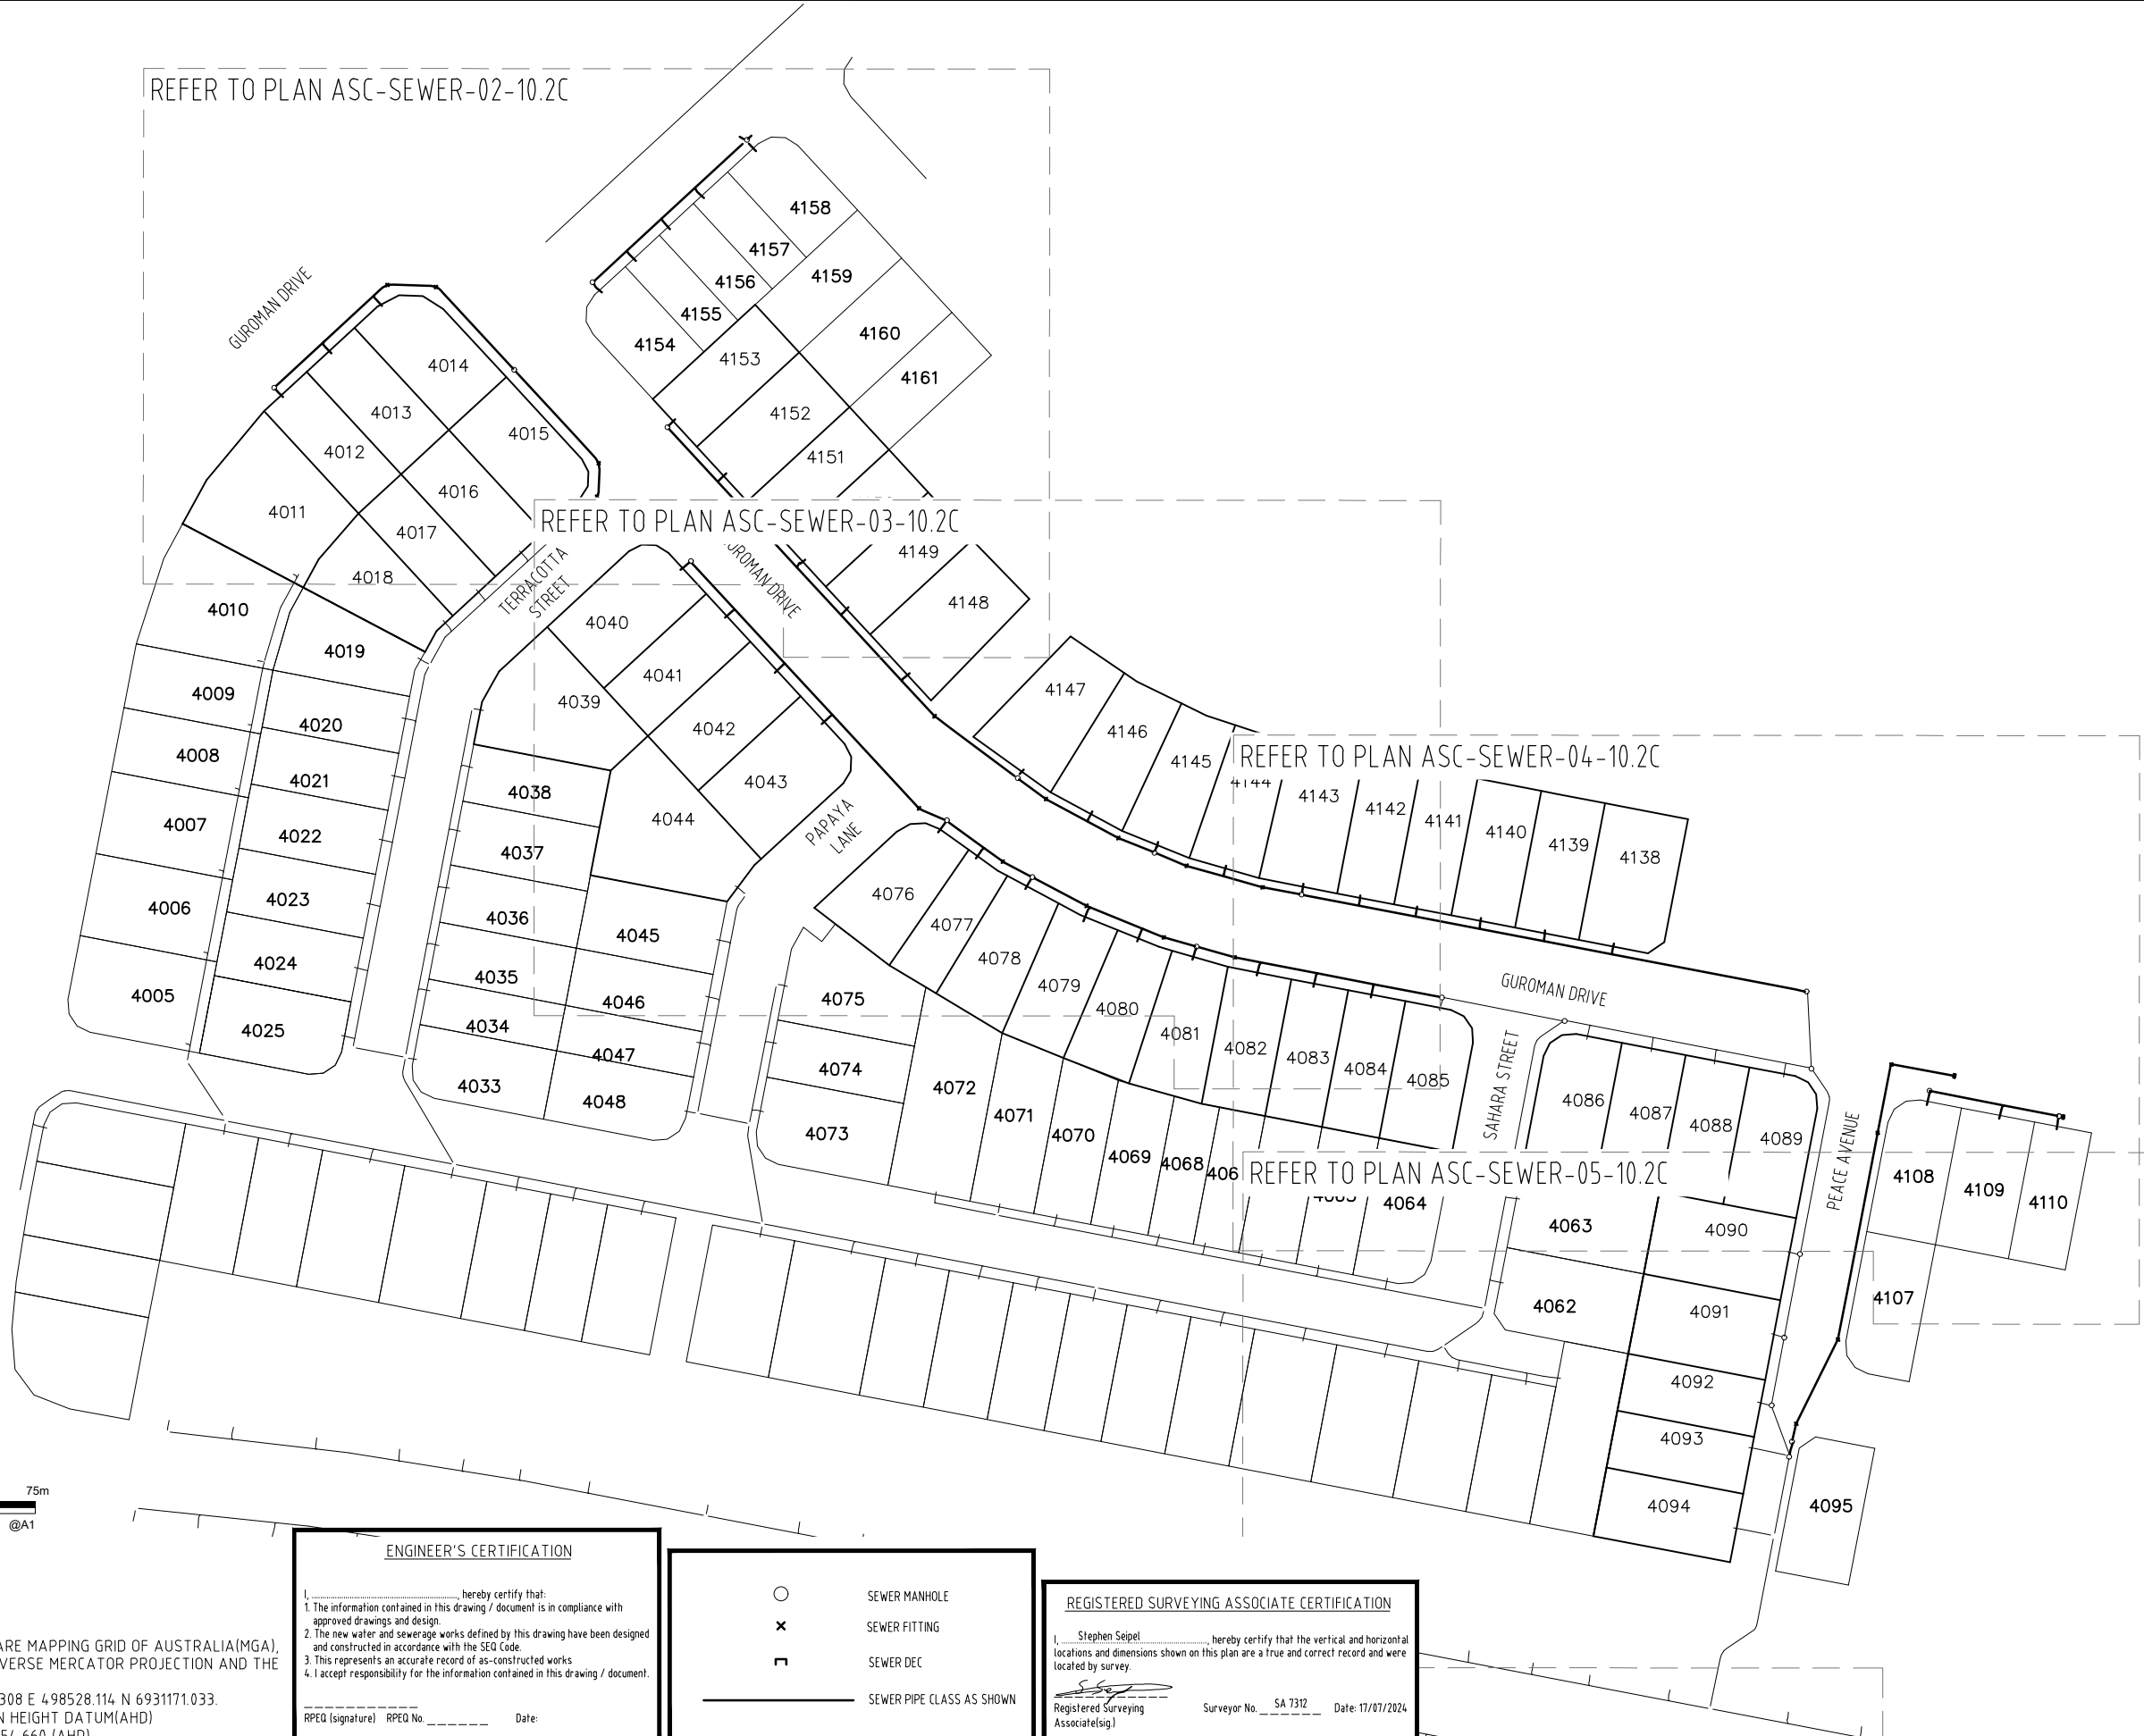 REFER TO PLAN ASC-SEWER-02-10.2C
4158
4157
4159
4156
4155
4160
4154
4153
4161
GUROMAN DRIVE
4014
4013
4152
4015
4012
4151
4016
4011
4017
REFER TO PLAN ASC-SEWER-03-10.2C
4149
GUROMAN DRIVE
4018
TERRACOTTA
STREET
4148
4010
4040
4019
4041
4147
4009
4039
4020
4042
4146
4008
4145
REFER TO PLAN ASC-SEWER-04-10.2C
4144
4021
4038
4043
4143
4142
4007
4022
4044
PAPAYA
LANE
4141
4140
4139
4138
4037
4006
4023
4036
4076
4077
4045
4078
4024
4035
4079
4005
4075
4046
4080
GUROMAN DRIVE
4025
4034
4081
4047
4082
4083
4084
4085
4074
4033
4048
4072
4071
4073
4070
4069
4068
406
SAHARA STREET
4086
4087
4088
4089
PEACE AVENUE
REFER TO PLAN ASC-SEWER-05-10.2C
4064
4108
4109
4110
4063
4090
4062
4091
4107
4092
4093
4094
4095
75m
@A1
ENGINEER'S CERTIFICATION
I, ........................................................, hereby certify that:
1. The information contained in this drawing / document is in compliance with
approved drawings and design.
2. The new water and sewerage works defined by this drawing have been designed
and constructed in accordance with the SEQ Code.
3. This represents an accurate record of as-constructed works
4. I accept responsibility for the information contained in this drawing / document.
RPEQ (signature) RPEQ No. _______ Date:
SEWER MANHOLE
SEWER FITTING
SEWER DEC
SEWER PIPE CLASS AS SHOWN
REGISTERED SURVEYING ASSOCIATE CERTIFICATION
I, ....Stephen Seipel...................., hereby certify that the vertical and horizontal
locations and dimensions shown on this plan are a true and correct record and were
located by survey.
Registered Surveying
Associate(sig.)
Surveyor No. SA 7312 Date: 17/07/2024
ARE MAPPING GRID OF AUSTRALIA(MGA),
VERSE MERCATOR PROJECTION AND THE
308 E 498528.114 N 6931171.033.
N HEIGHT DATUM(AHD)
54.660 (AHD)